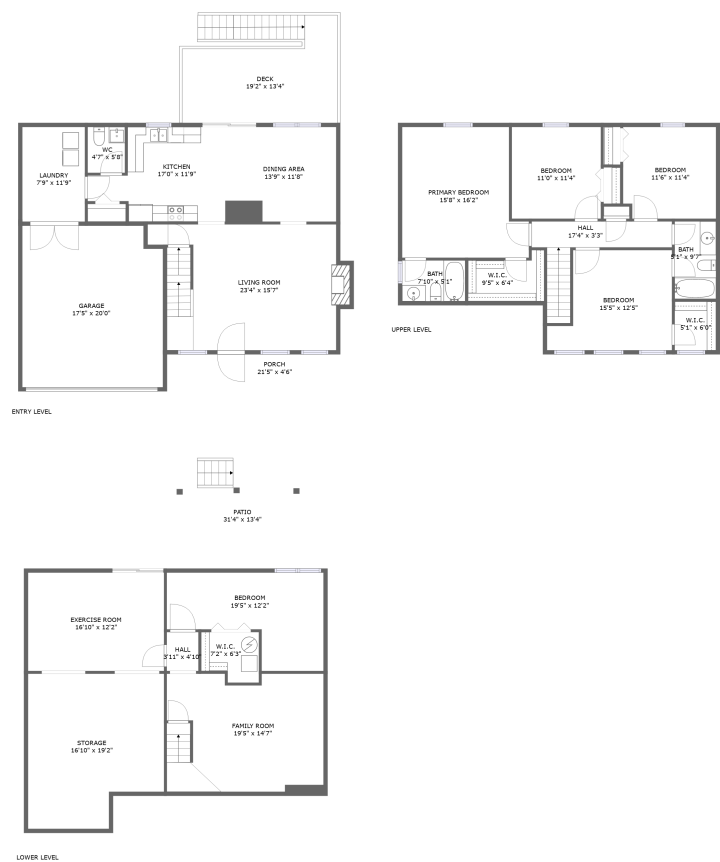 DECK
19'2" x 13'4"
WC
4'7" x 5'8"
LAUNDRY
7'9" x 11'9"
KITCHEN
17'0" x 11'9"
DINING AREA
13'9" x 11'8"
LIVING ROOM
23'4" x 15'7"
GARAGE
17'5" x 20'0"
PORCH
21'5" x 4'6"
ENTRY LEVEL
PRIMARY BEDROOM
15'8" x 16'2"
BEDROOM
11'0" x 11'4"
BEDROOM
11'6" x 11'4"
HALL
17'4" x 3'3"
BATH
5'1" x 9'7"
BATH
7'10" x 5'1"
W.I.C.
9'5" x 6'4"
BEDROOM
15'5" x 12'5"
W.I.C.
5'1" x 6'0"
UPPER LEVEL
PATIO
31'4" x 13'4"
EXERCISE ROOM
16'10" x 12'2"
BEDROOM
19'5" x 12'2"
HALL
3'11" x 4'10"
W.I.C.
7'2" x 6'3"
STORAGE
16'10" x 19'2"
FAMILY ROOM
19'5" x 14'7"
LOWER LEVEL